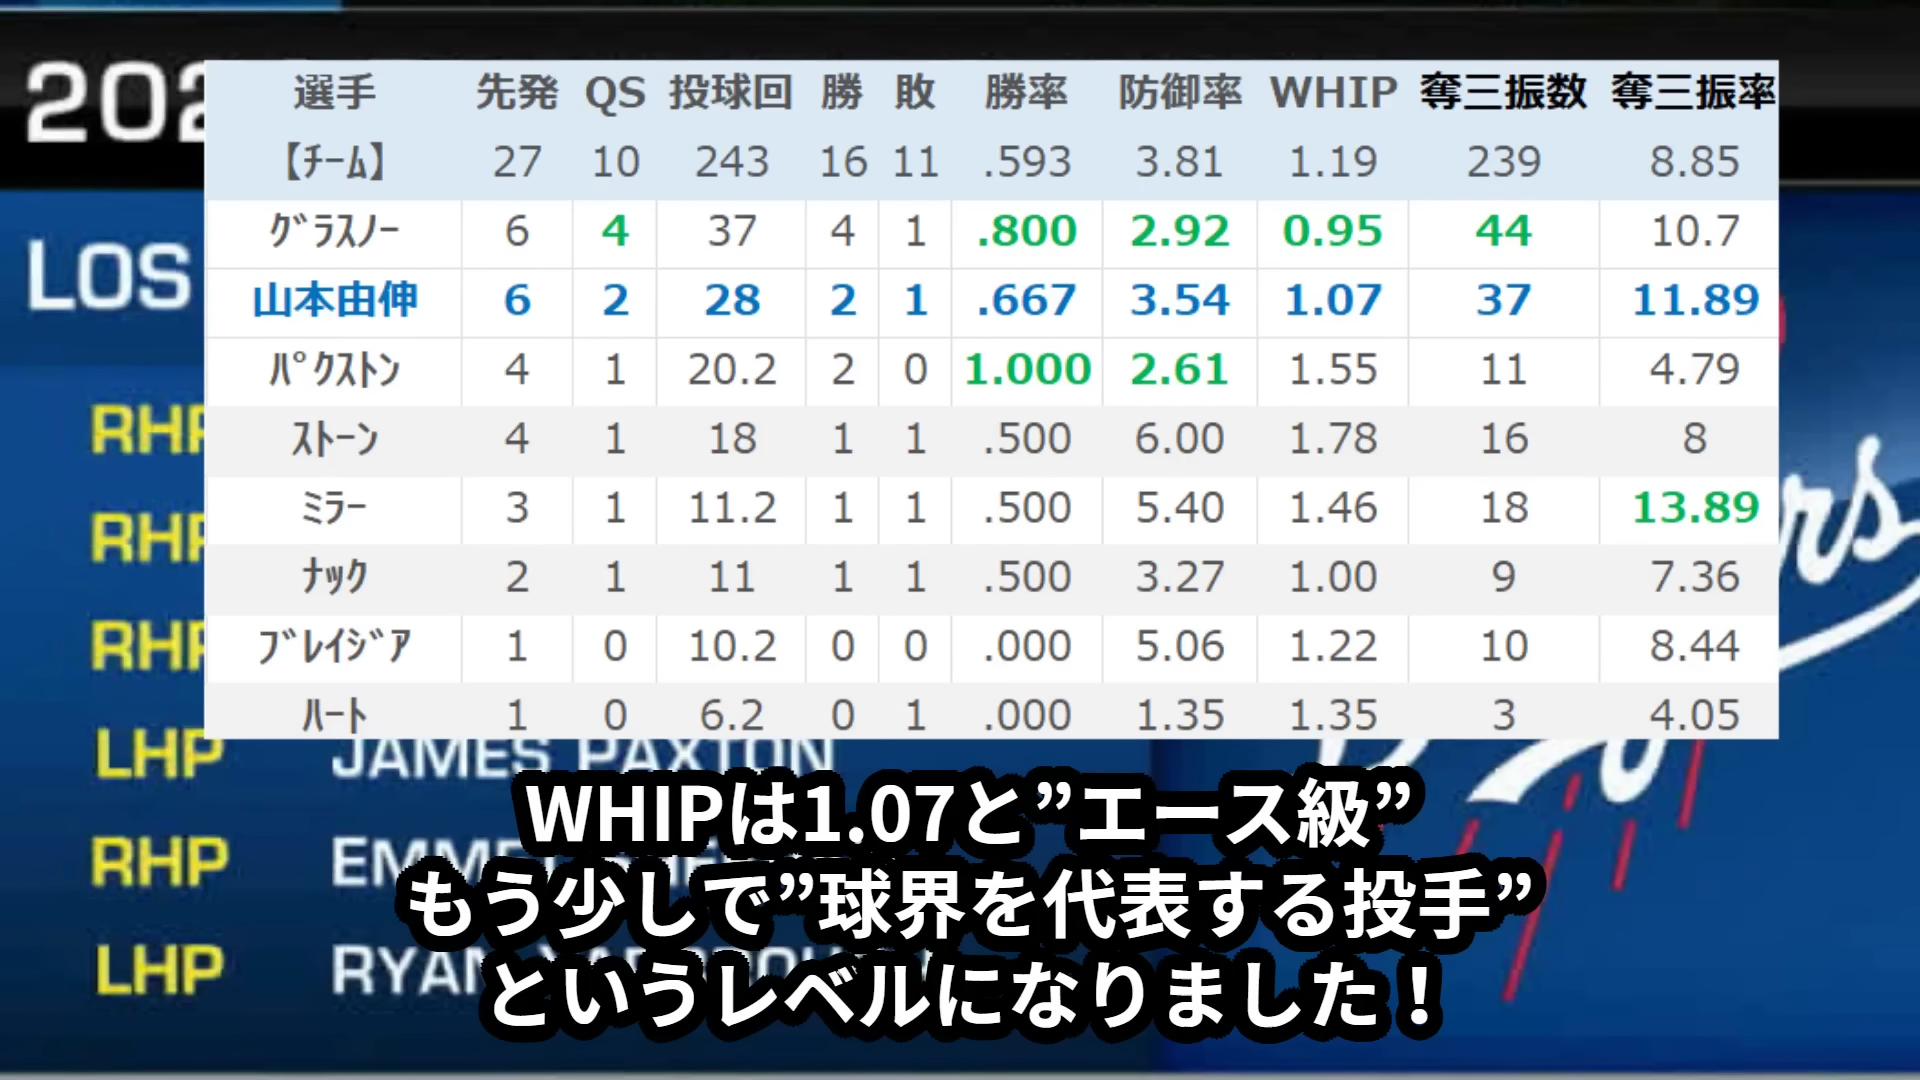 選手 先発 QS 投球回 勝 敗 勝率 防御率 WHIP 奪三振数 奪三振率
【ﾁｰﾑ】 27 10 243 16 11 .593 3.81 1.19 239 8.85
ｸﾞﾗｽﾉｰ 6 4 37 4 1 .800 2.92 0.95 44 10.7
山本由伸 6 2 28 2 1 .667 3.54 1.07 37 11.89
ﾊﾟｸｽﾄﾝ 4 1 20.2 2 0 1.000 2.61 1.55 11 4.79
ｽﾄｰﾝ 4 1 18 1 1 .500 6.00 1.78 16 8
ﾐﾗｰ 3 1 11.2 1 1 .500 5.40 1.46 18 13.89
ﾅｯｸ 2 1 11 1 1 .500 3.27 1.00 9 7.36
ﾌﾞﾚｲｼﾞｱ 1 0 10.2 0 0 .000 5.06 1.22 10 8.44
ﾊｰﾄ 1 0 6.2 0 1 .000 1.35 1.35 3 4.05
LOS
LHP JAMES PAXTON
RHP
LHP RYAN
WHIPは1.07と”エース級”
もう少しで”球界を代表する投手”
というレベルになりました！